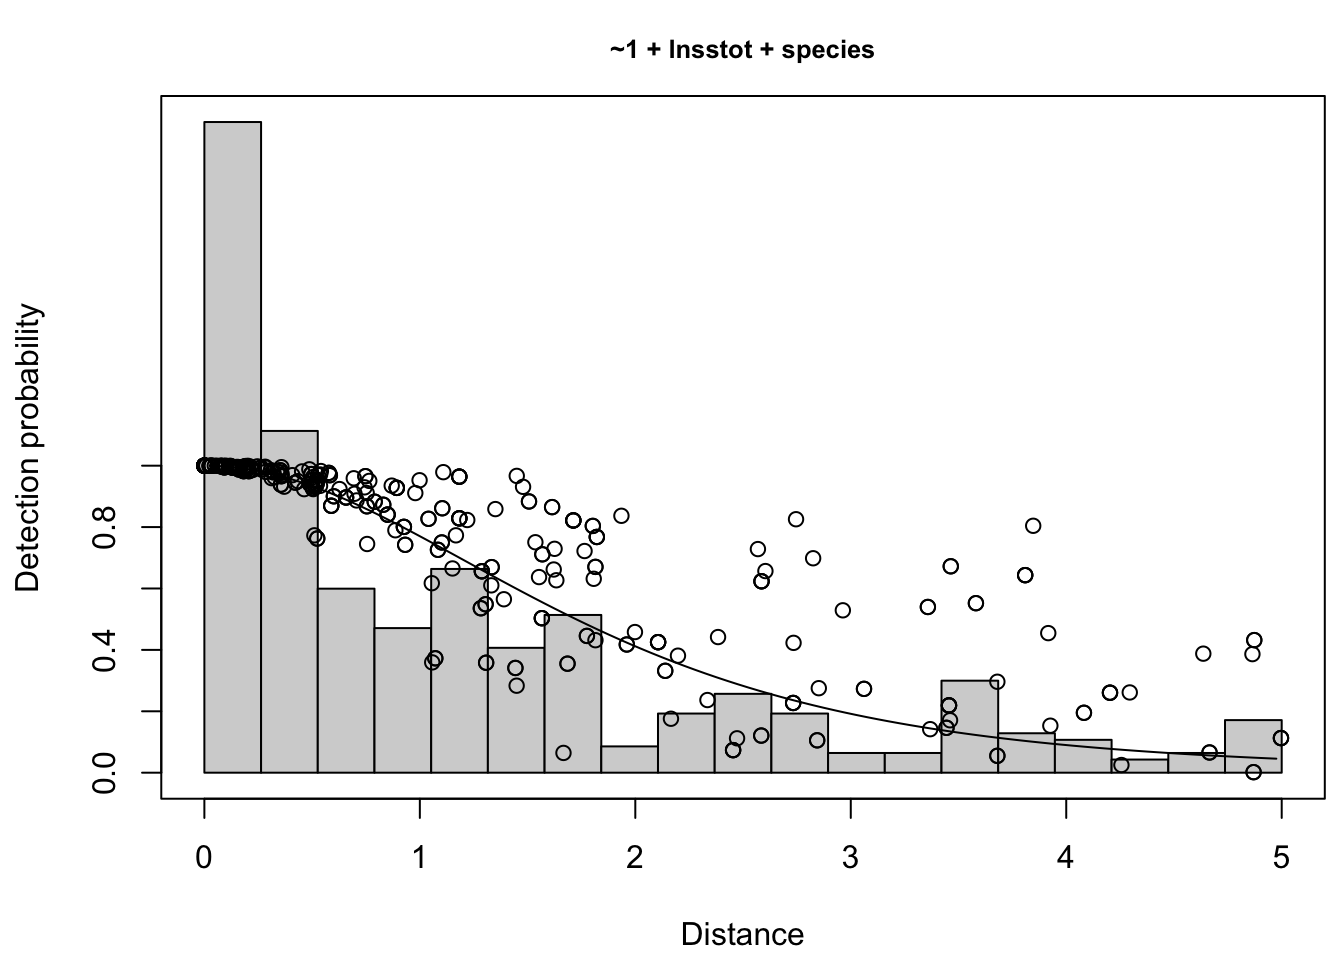 ~1 + lnsstot + species
Detection probability
0.8
0.4
0.0
0 1 2 3 4 5
Distance